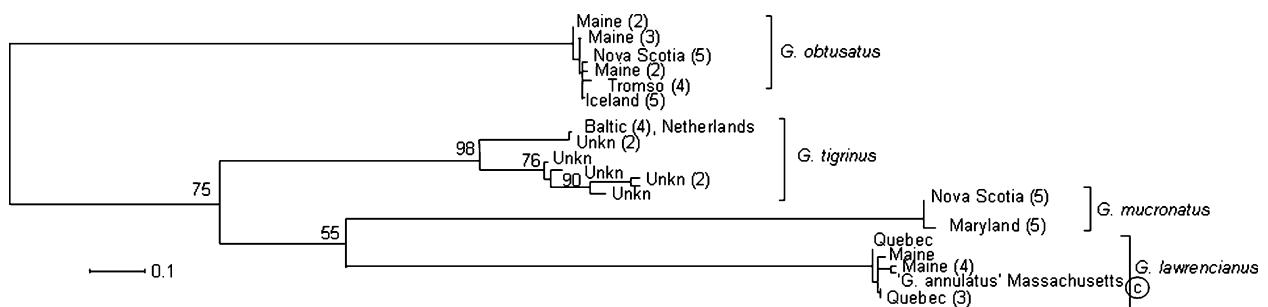 Maine (2)
Maine (3)
Nova Scotia (5)
Maine (2)
Tromso (4)
Iceland (5)
G. obtusatus
Baltic (4), Netherlands
Unkn (2)
98
76
Unkn
Unkn
90
Unkn (2)
Unkn
G. tigrinus
75
Nova Scotia (5)
Maryland (5)
G. mucronatus
55
Quebec
Maine
Maine (4)
'G. annulatus' Massachusetts
Quebec (3)
G. lawrencianus
c
0.1